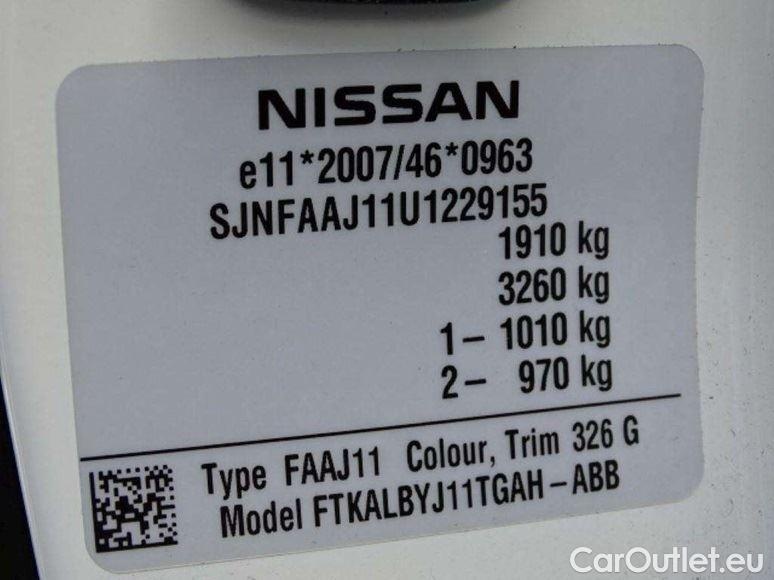 NISSAN
e11*2007/46*0963
SJNFAAJ11U1229155
1910 kg
3260 kg
1– 1010 kg
2– 970 kg
Type FAAJ11 Colour, Trim 326 G
Model FTKALBYJ11TGAH–ABB
CarOutlet.eu